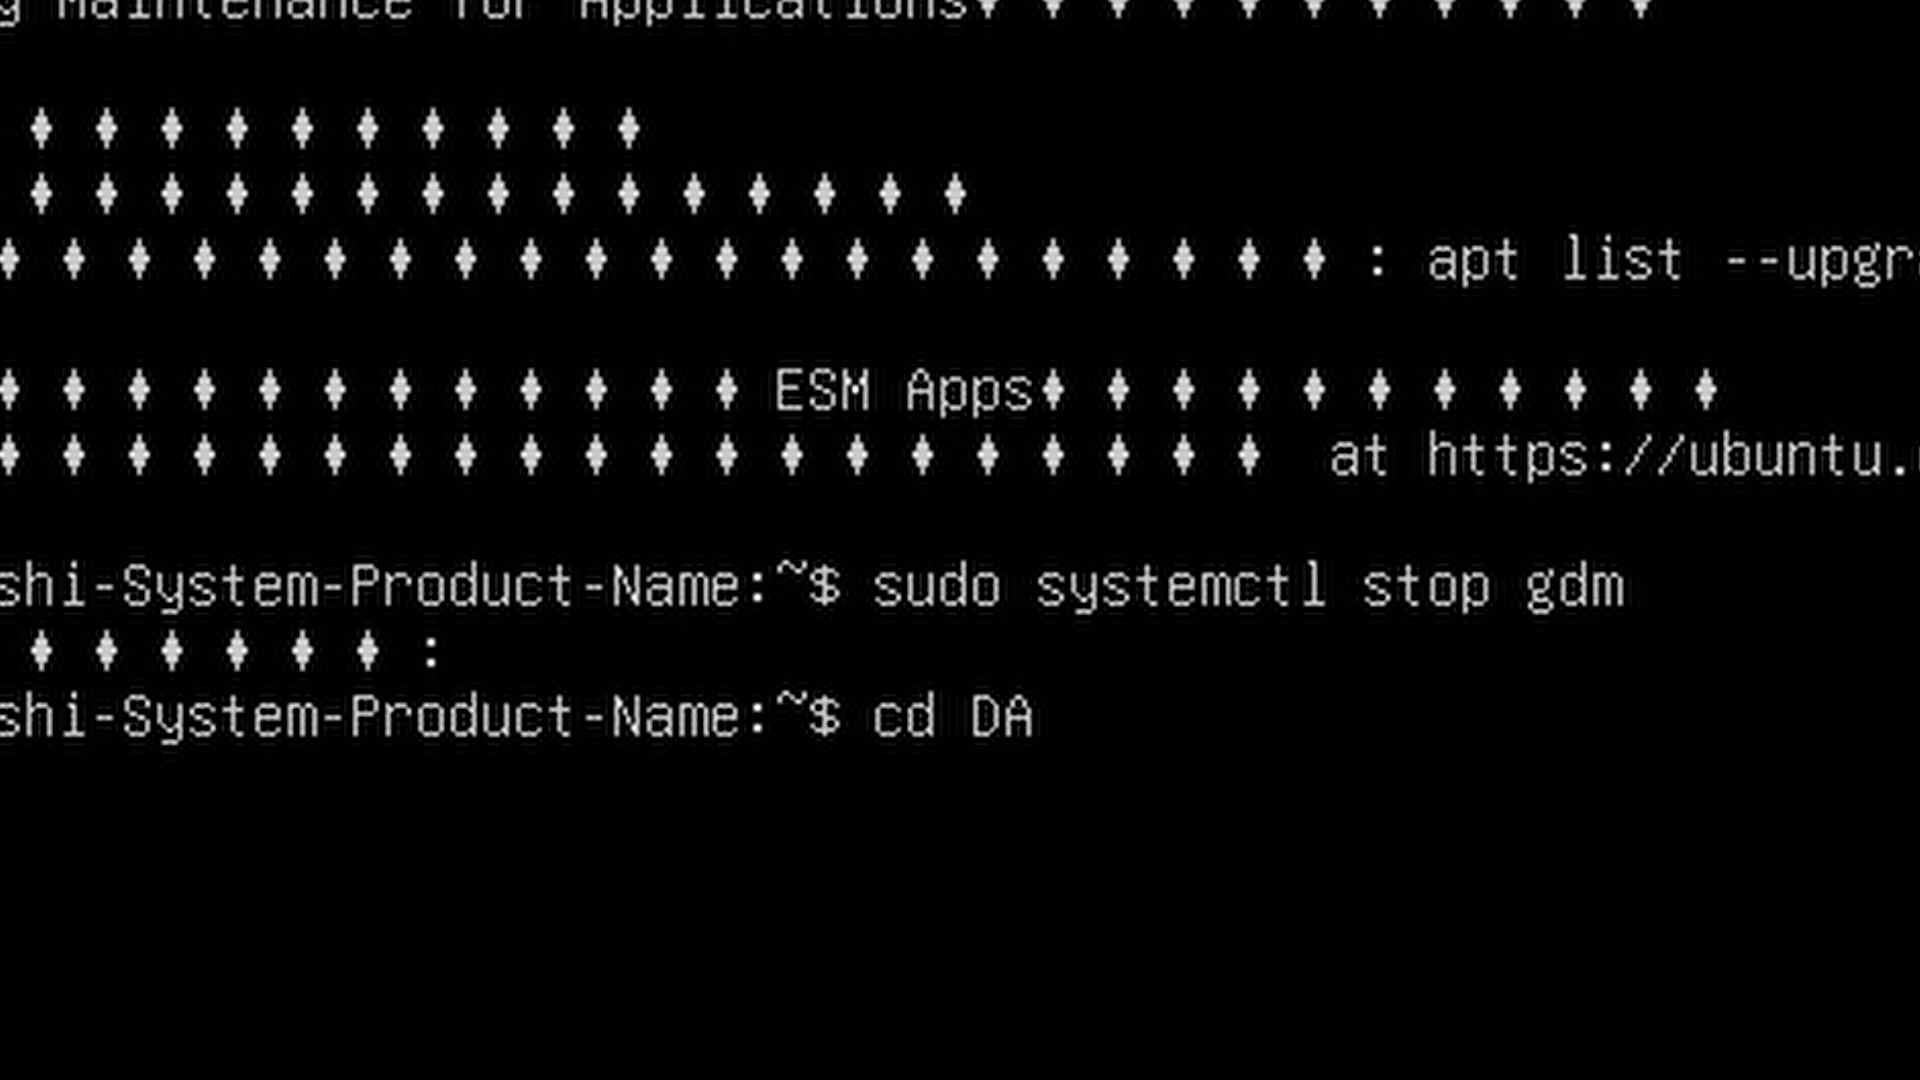 Maintenance for Applications♦ ♦ ♦ ♦ ♦ ♦ ♦ ♦ ♦ ♦ ♦
♦ ♦ ♦ ♦ ♦ ♦ ♦ ♦ ♦ ♦
♦ ♦ ♦ ♦ ♦ ♦ ♦ ♦ ♦ ♦ ♦ ♦ ♦ ♦ ♦
♦ ♦ ♦ ♦ ♦ ♦ ♦ ♦ ♦ ♦ ♦ ♦ ♦ ♦ ♦ ♦ ♦ ♦ ♦ ♦ ♦ : apt list --upgr
♦ ♦ ♦ ♦ ♦ ♦ ♦ ♦ ♦ ♦ ♦ ♦ ESM Apps♦ ♦ ♦ ♦ ♦ ♦ ♦ ♦ ♦ ♦ ♦
♦ ♦ ♦ ♦ ♦ ♦ ♦ ♦ ♦ ♦ ♦ ♦ ♦ ♦ ♦ ♦ ♦ ♦ ♦ ♦ at https://ubuntu.
shi-System-Product-Name:~$ sudo systemctl stop gdm
♦ ♦ ♦ ♦ ♦ ♦ :
shi-System-Product-Name:~$ cd DA